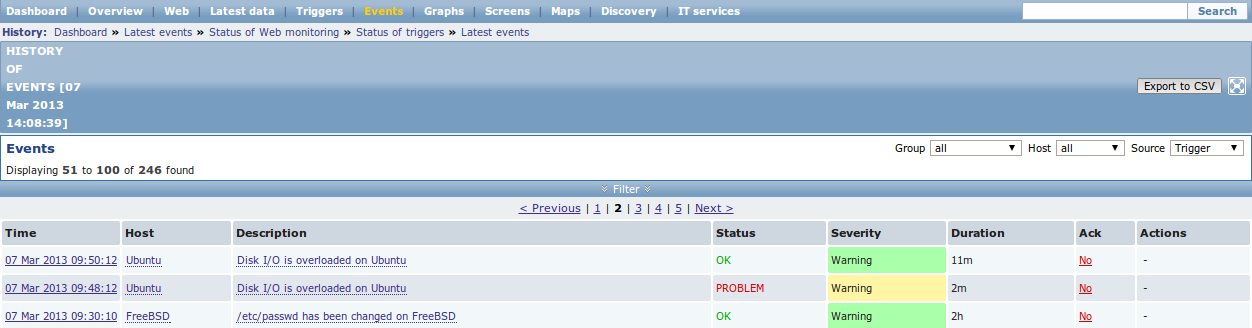 Dashboard | Overview | Web | Latest data | Triggers | Events | Graphs | Screens | Maps | Discovery | IT services Search
History: Dashboard » Latest events » Status of Web monitoring » Status of triggers » Latest events
HISTORY
OF
EVENTS [07
Mar 2013
14:08:39]
Export to CSV
Events Group all Host all Source Trigger
Displaying 51 to 100 of 246 found
Filter
< Previous | 1 | 2 | 3 | 4 | 5 | Next >
Time Host Description Status Severity Duration Ack Actions
07 Mar 2013 09:50:12 Ubuntu Disk I/O is overloaded on Ubuntu OK Warning 11m No -
07 Mar 2013 09:48:12 Ubuntu Disk I/O is overloaded on Ubuntu PROBLEM Warning 2m No -
07 Mar 2013 09:30:10 FreeBSD /etc/passwd has been changed on FreeBSD OK Warning 2h No -